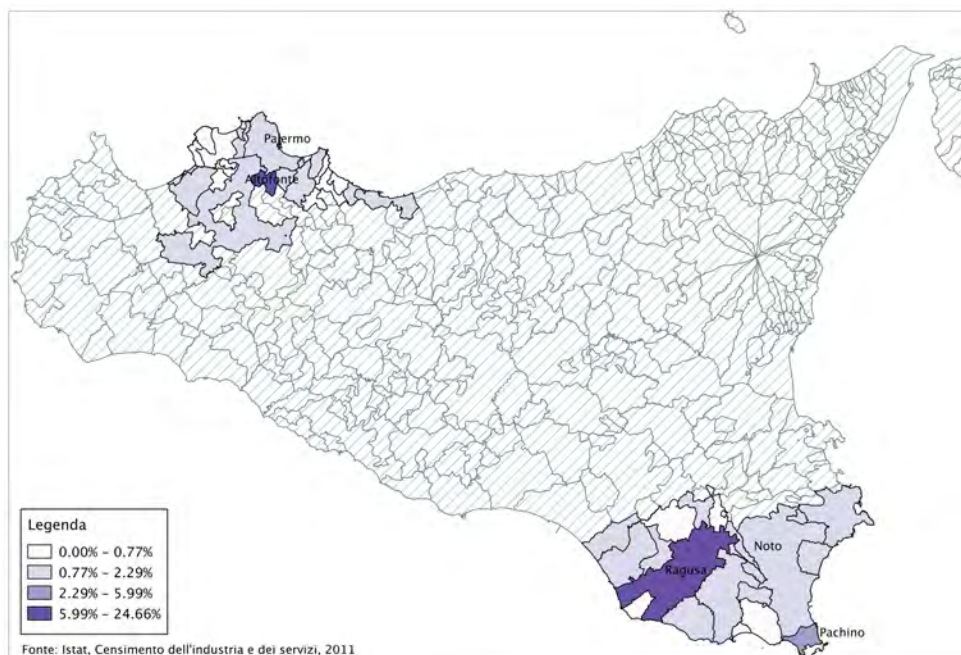 Palermo
Altofonte
Noto
Ragusa
Pachino
Legenda
0.00% - 0.77%
0.77% - 2.29%
2.29% - 5.99%
5.99% - 24.66%
Fonte: Istat, Censimento dell'industria e dei servizi, 2011